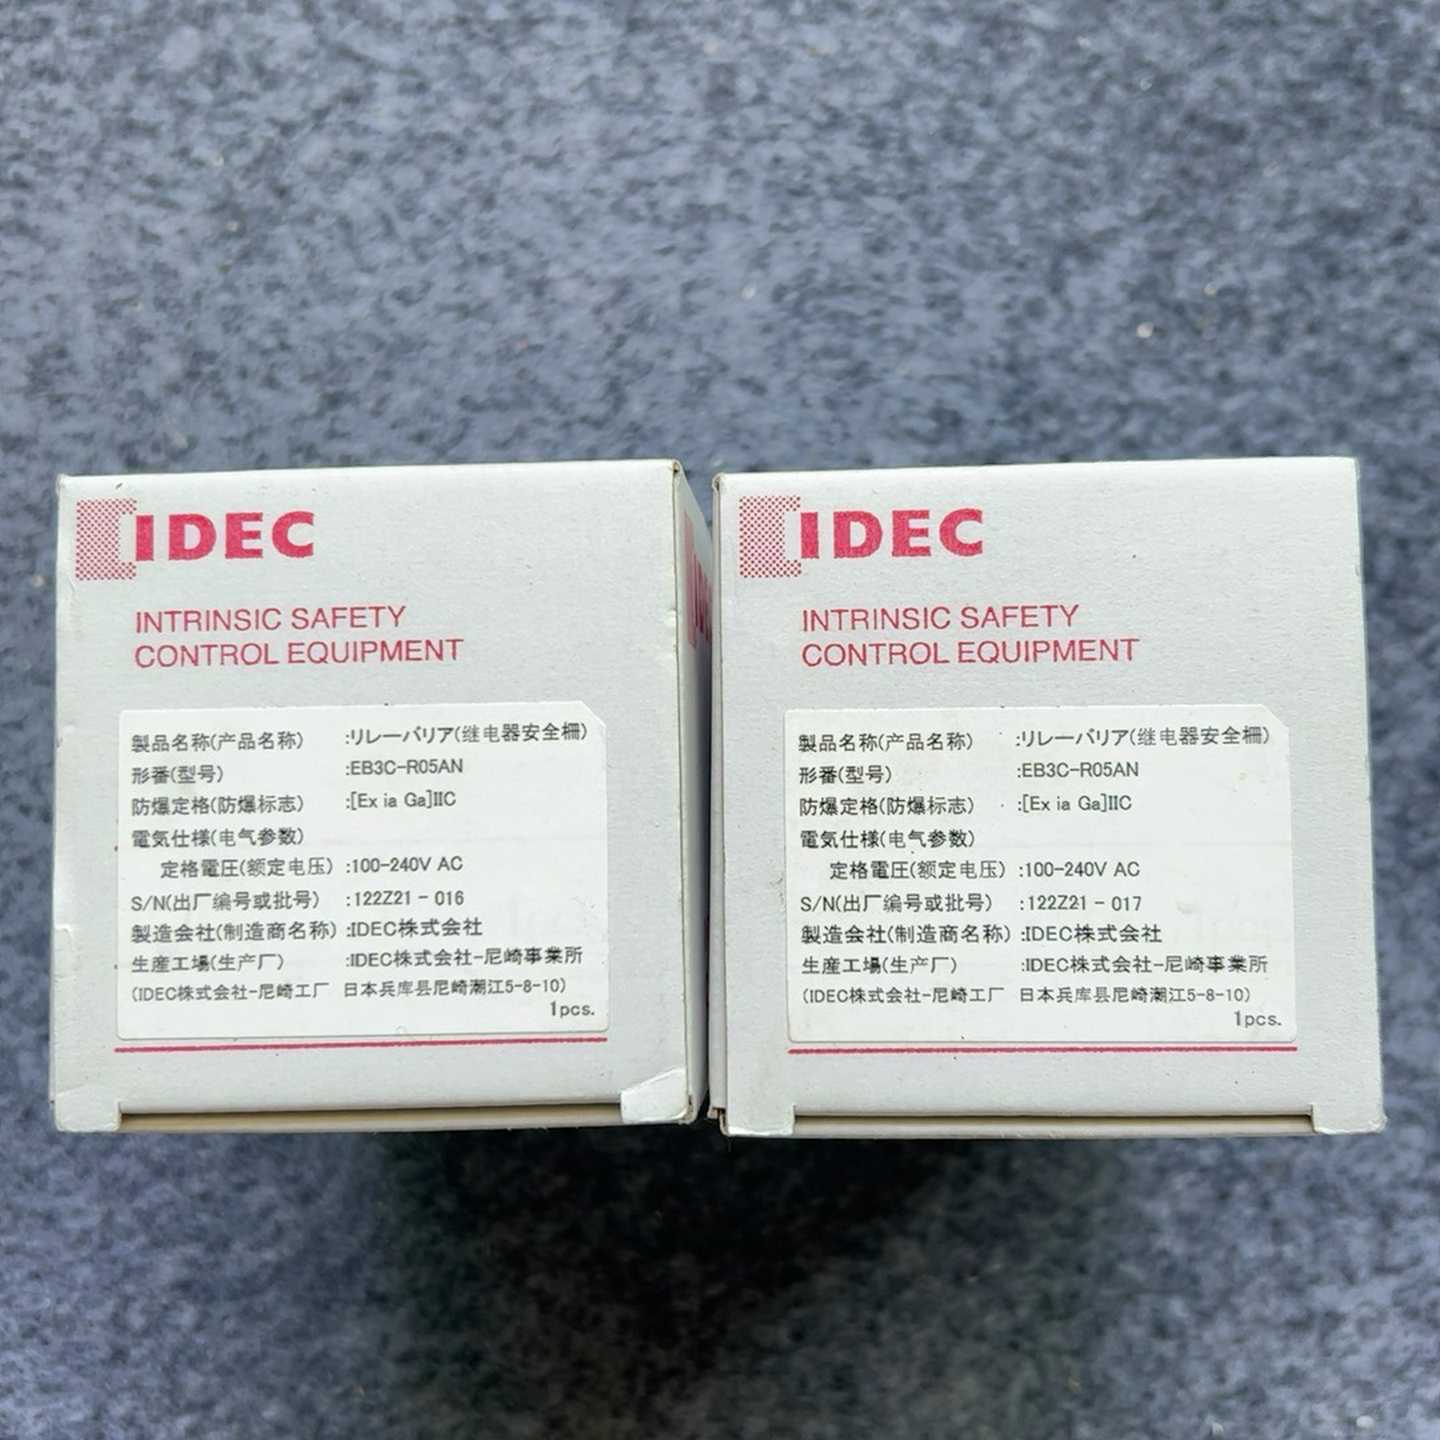 IDEC
INTRINSIC SAFETY
CONTROL EQUIPMENT
製品名称(产品名称) :リレーバリア(继电器安全柵)
形番(型号) :EB3C-R05AN
防爆定格(防爆标志) :[Ex ia Ga]IIC
電気仕様(电气参数)
定格電圧(额定电压) :100-240V AC
S/N(出厂编号或批号) :122Z21-016
製造会社(制造商名称) :IDEC株式会社
生産工場(生产厂) :IDEC株式会社-尼崎事業所
(IDEC株式会社-尼崎工厂 日本兵库县尼崎潮江5-8-10)
1pcs.
IDEC
INTRINSIC SAFETY
CONTROL EQUIPMENT
製品名称(产品名称) :リレーバリア(继电器安全柵)
形番(型号) :EB3C-R05AN
防爆定格(防爆标志) :[Ex ia Ga]IIC
電気仕様(电气参数)
定格電圧(额定电压) :100-240V AC
S/N(出厂编号或批号) :122Z21-017
製造会社(制造商名称) :IDEC株式会社
生産工場(生产厂) :IDEC株式会社-尼崎事業所
(IDEC株式会社-尼崎工厂 日本兵库县尼崎潮江5-8-10)
1pcs.